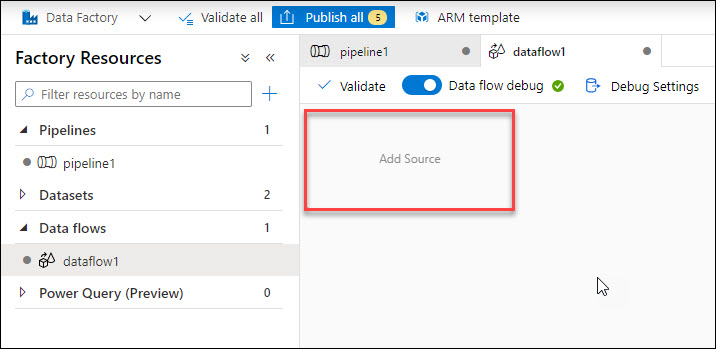 Data Factory Validate all Publish all 5 ARM template
Factory Resources
pipeline1 dataflow1
Filter resources by name
Validate Data flow debug Debug Settings
Pipelines 1
pipeline1
Add Source
Datasets 2
Data flows 1
dataflow1
Power Query (Preview) 0